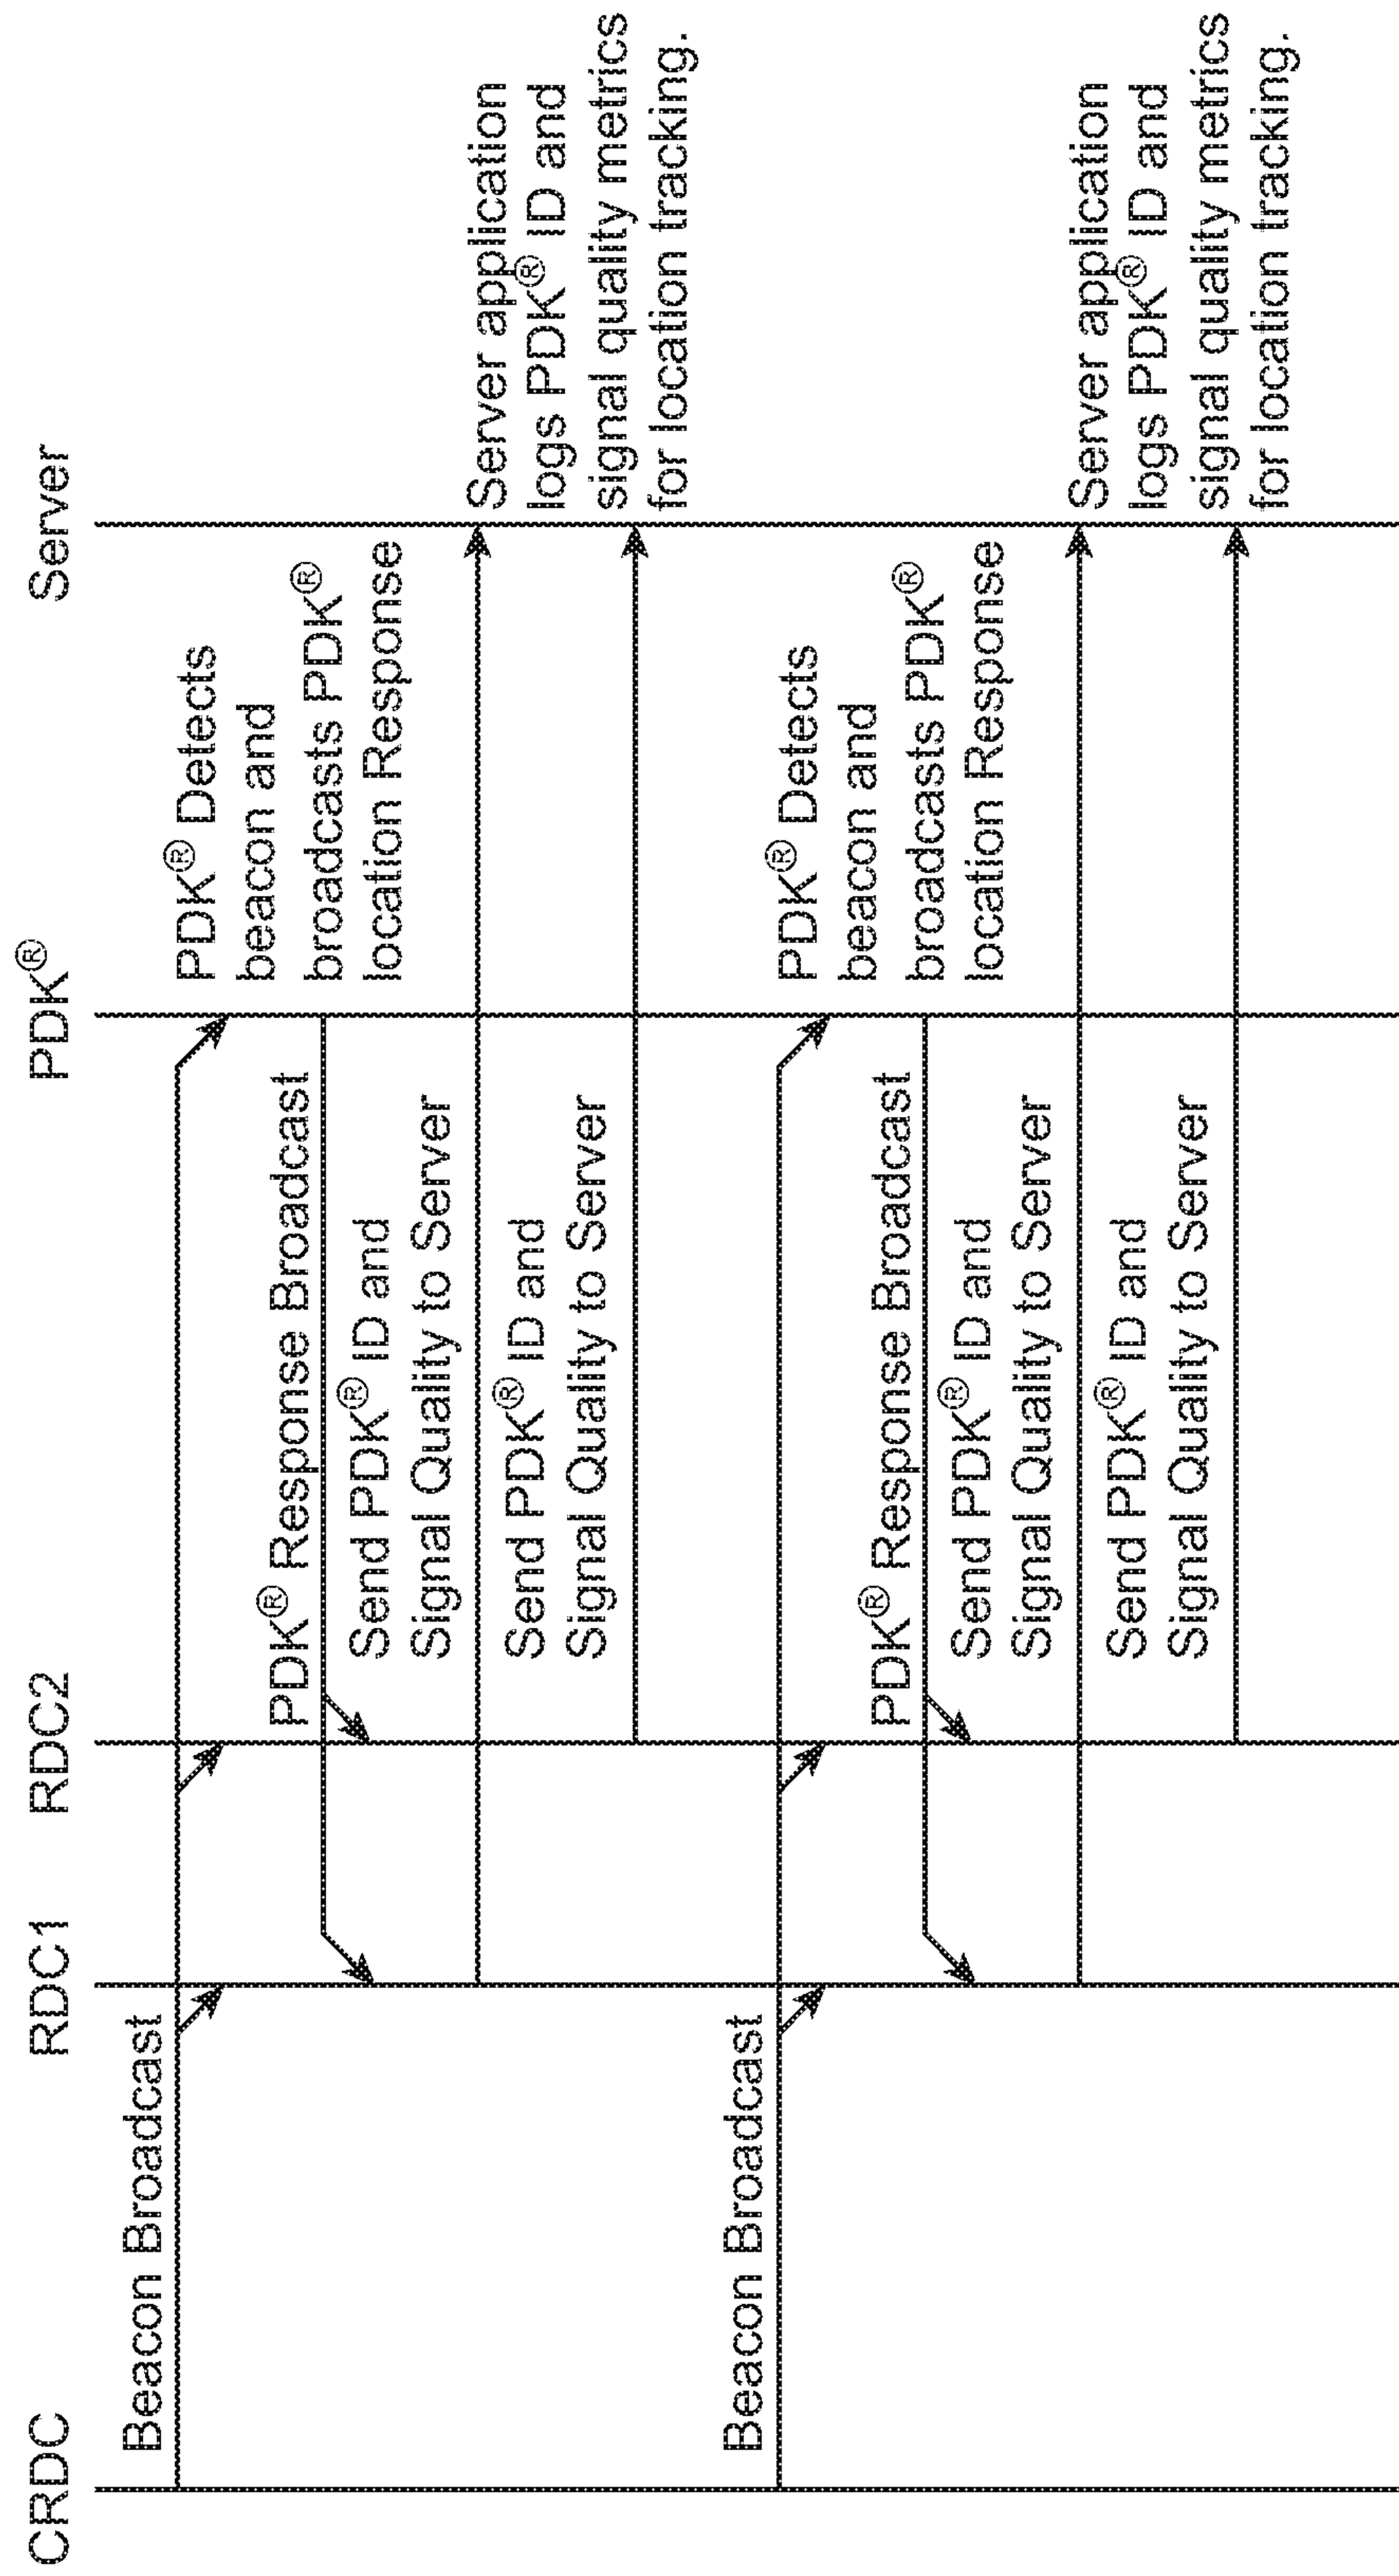 CRDC
RDC1
RDC2
PDK®
Server
Beacon Broadcast
PDK® Detects
beacon and
broadcasts PDK®
location Response
PDK® Response Broadcast
Send PDK® ID and
Signal Quality to Server
Server application
logs PDK® ID and
signal quality metrics
for location tracking.
Send PDK® ID and
Signal Quality to Server
Beacon Broadcast
PDK® Detects
beacon and
broadcasts PDK®
location Response
PDK® Response Broadcast
Send PDK® ID and
Signal Quality to Server
Server application
logs PDK® ID and
signal quality metrics
for location tracking.
Send PDK® ID and
Signal Quality to Server